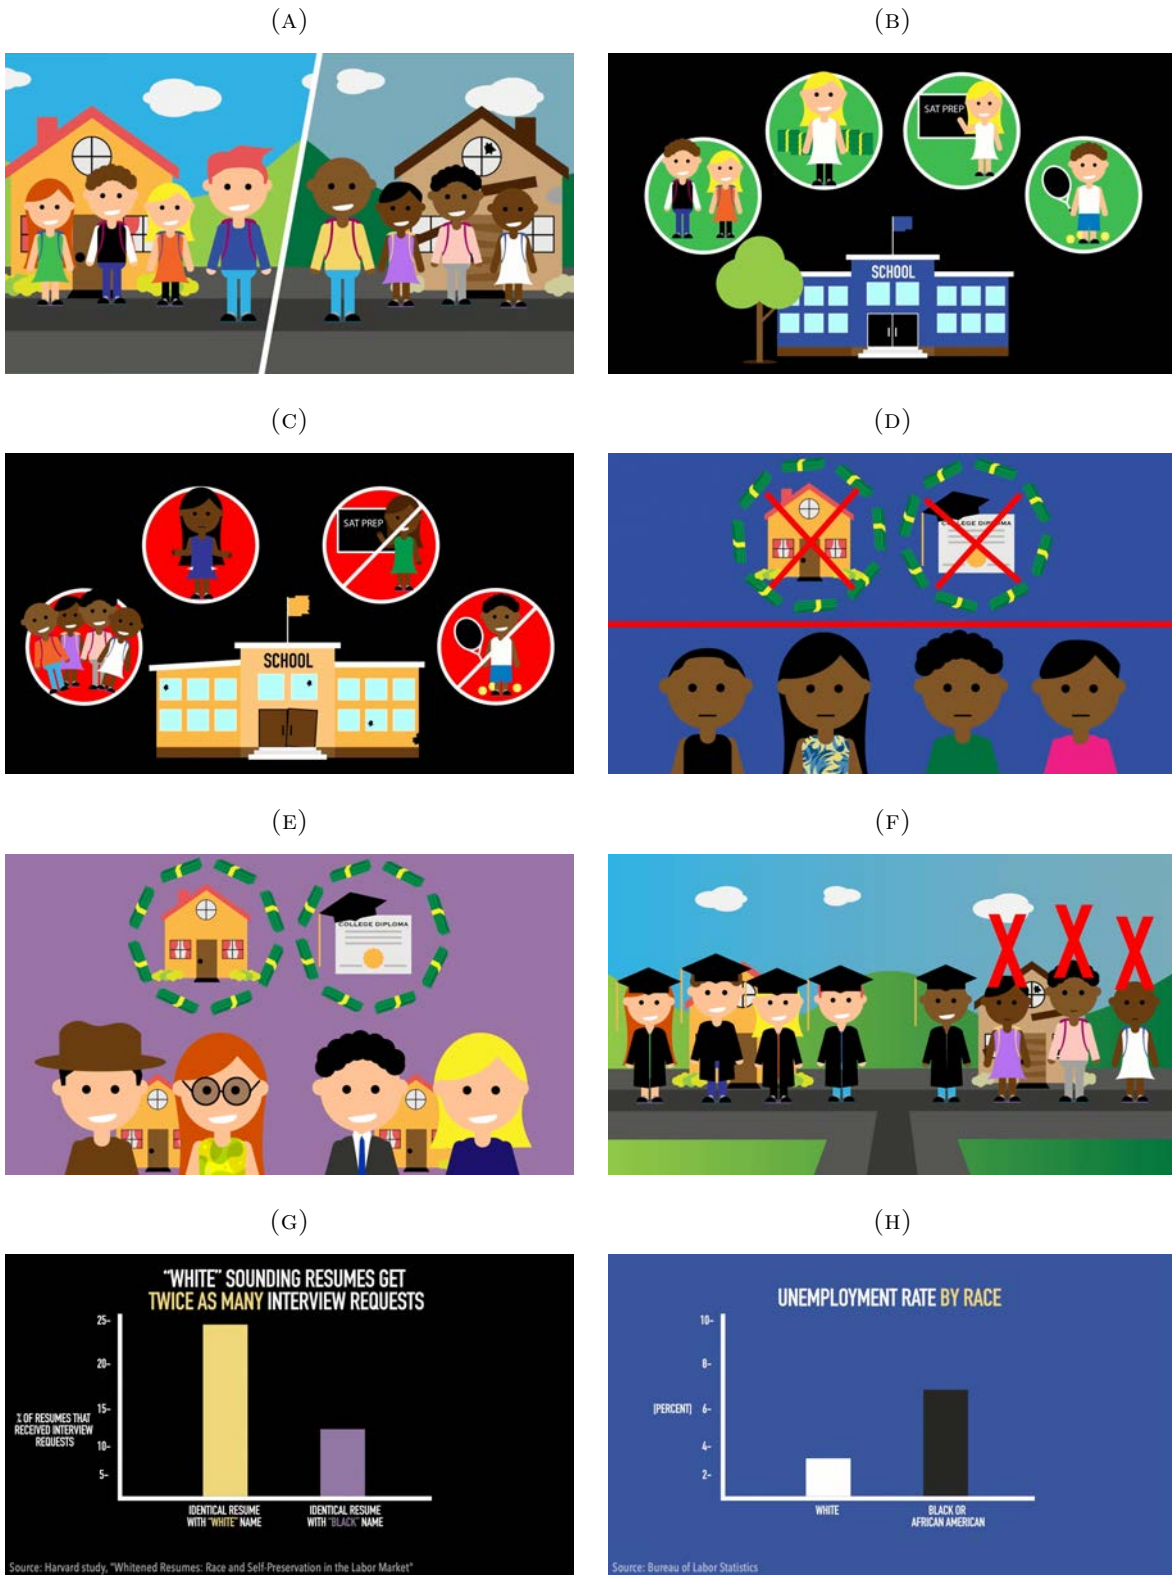 (A)
(B)
SAT PREP
SCHOOL
(C)
(D)
SAT PREP
SCHOOL
COLLEGE DIPLOMA
(E)
(F)
COLLEGE DIPLOMA
(G)
(H)
"WHITE" SOUNDING RESUMES GET
TWICE AS MANY INTERVIEW REQUESTS
25-
20-
15-
10-
5-
% OF RESUMES THAT
RECEIVED INTERVIEW
REQUESTS
IDENTICAL RESUME
WITH "WHITE" NAME
IDENTICAL RESUME
WITH "BLACK" NAME
Source: Harvard study, "Whitened Resumes: Race and Self-Preservation in the Labor Market"
UNEMPLOYMENT RATE BY RACE
10-
8-
6-
4-
2-
(PERCENT)
WHITE
BLACK OR
AFRICAN AMERICAN
Source: Bureau of Labor Statistics